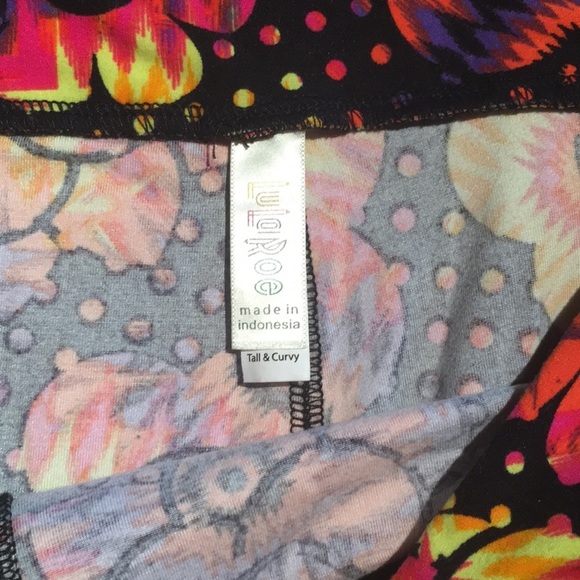 LuLaRoe
made in
indonesia
Tall & Curvy